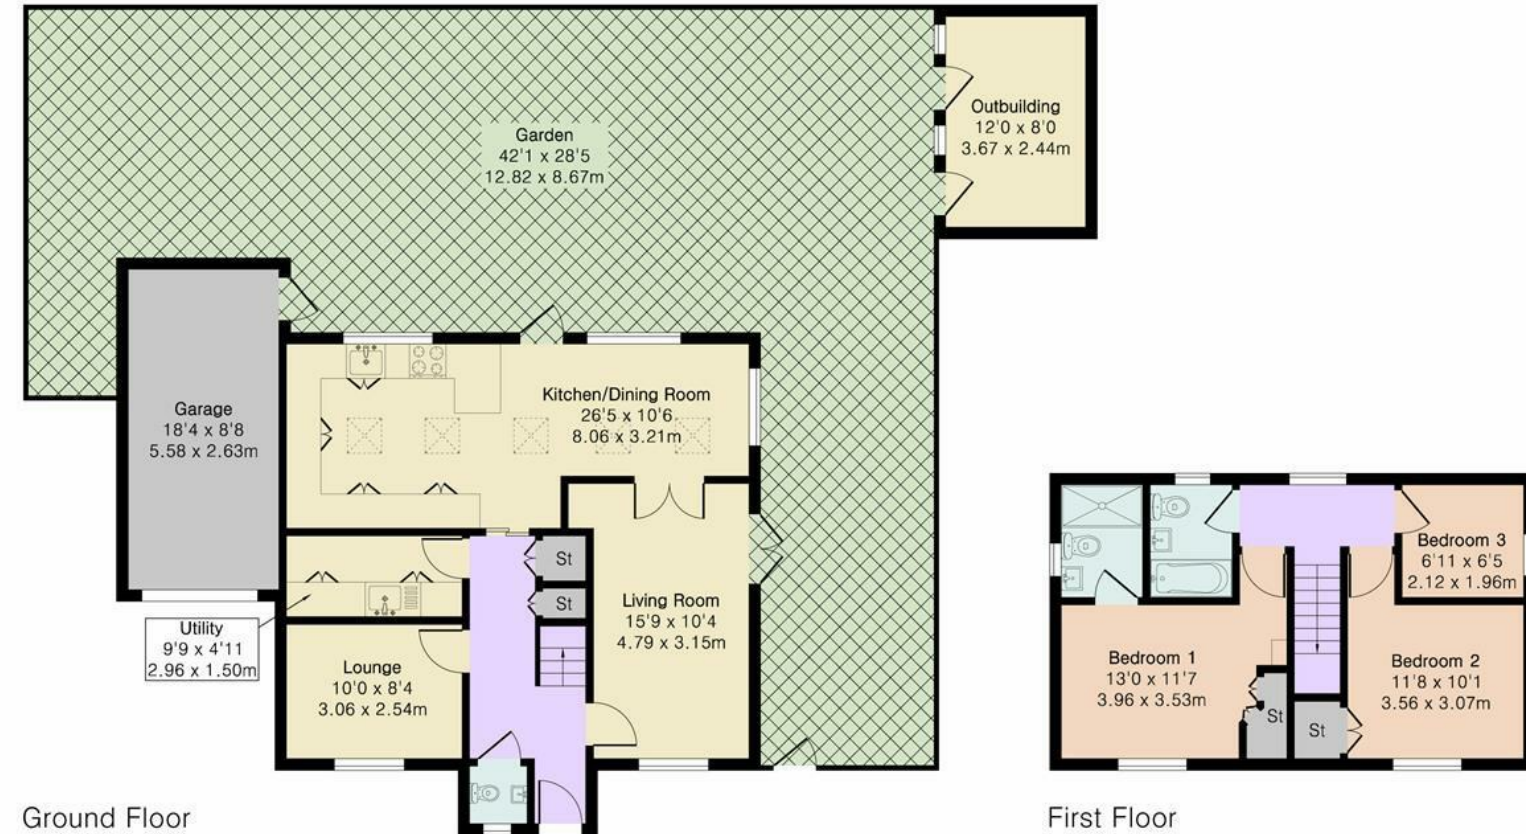 Garden
42'1 x 28'5
12.82 x 8.67m
Outbuilding
12'0 x 8'0
3.67 x 2.44m
Kitchen/Dining Room
26'5 x 10'6
8.06 x 3.21m
Garage
18'4 x 8'8
5.58 x 2.63m
St
St
Living Room
15'9 x 10'4
4.79 x 3.15m
Utility
9'9 x 4'11
2.96 x 1.50m
Lounge
10'0 x 8'4
3.06 x 2.54m
Ground Floor
Bedroom 3
6'11 x 6'5
2.12 x 1.96m
Bedroom 1
13'0 x 11'7
3.96 x 3.53m
Bedroom 2
11'8 x 10'1
3.56 x 3.07m
St
St
First Floor